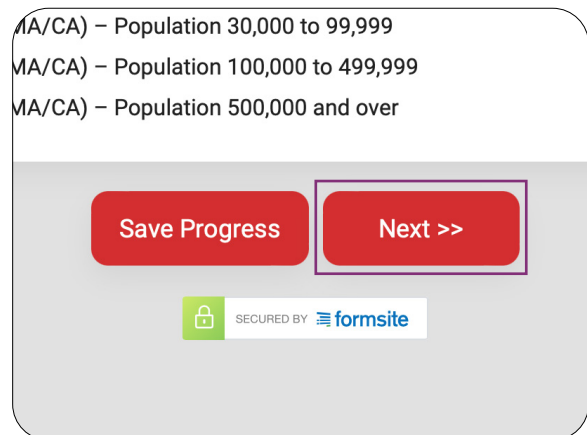 MA/CA) – Population 30,000 to 99,999
MA/CA) – Population 100,000 to 499,999
MA/CA) – Population 500,000 and over
Save Progress
Next >>
SECURED BY formsite